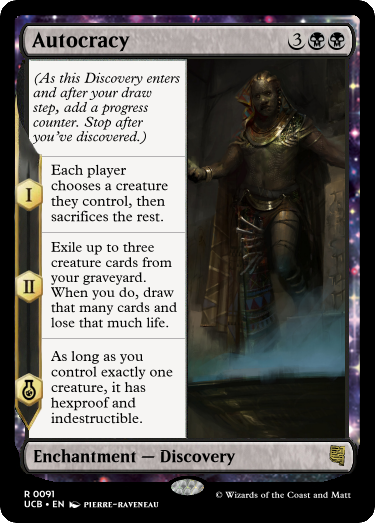 Autocracy 3
(As this Discovery enters
and after your draw
step, add a progress
counter. Stop after
you've discovered.)
I
Each player
chooses a creature
they control, then
sacrifices the rest.
II
Exile up to three
creature cards from
your graveyard.
When you do, draw
that many cards and
lose that much life.
As long as you
control exactly one
creature, it has
hexproof and
indestructible.
Enchantment — Discovery
R 0091
UCB • EN PIERRE-RAVENEAU
© Wizards of the Coast and Matt